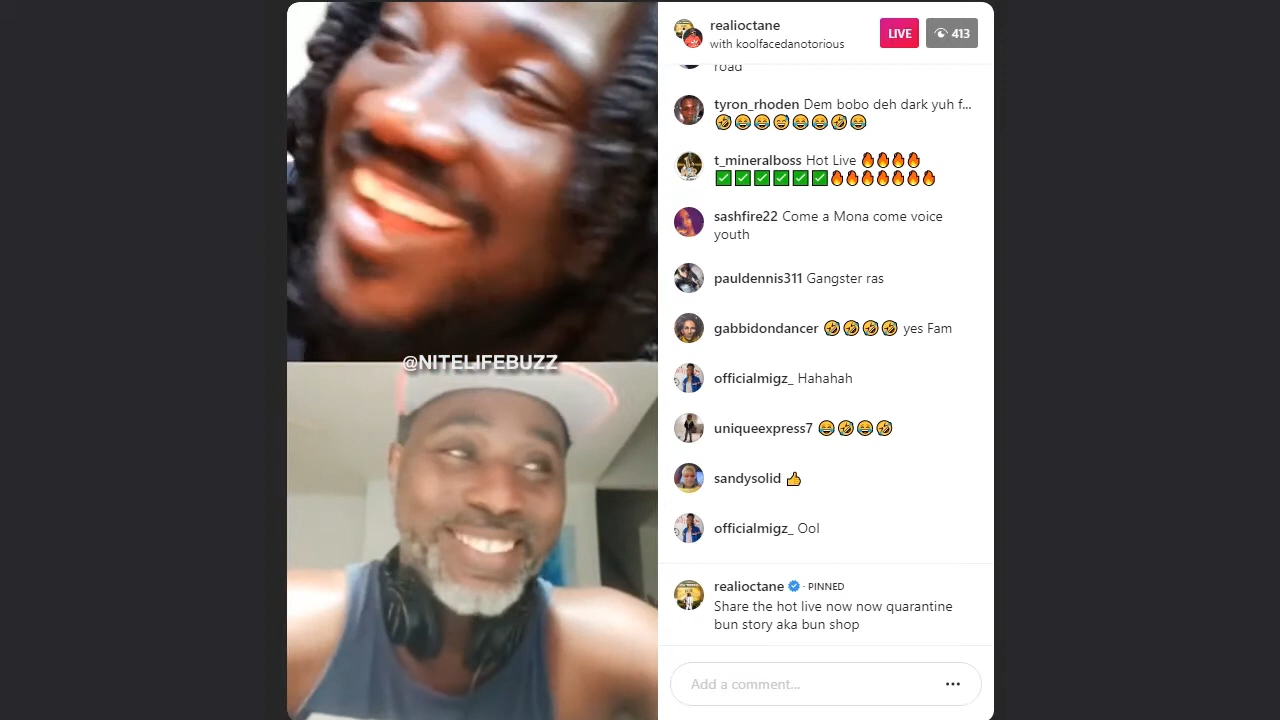 realioctane
with koolfacedanotorious
LIVE
413
road
tyron_rhoden Dem bobo deh dark yuh f...
🤣😂😂😅😂😂🤣😂
t_mineralboss Hot Live 🔥🔥🔥🔥
✅✅✅✅✅✅🔥🔥🔥🔥🔥🔥🔥
sashfire22 Come a Mona come voice
youth
pauldennis311 Gangster ras
gabbidondancer 🤣🤣🤣🤣 yes Fam
officialmigz_ Hahahah
uniqueexpress7 😂🤣😂🤣
sandysolid 👍
officialmigz_ Ool
realioctane · PINNED
Share the hot live now now quarantine
bun story aka bun shop
Add a comment...
@NITELIFEBUZZ